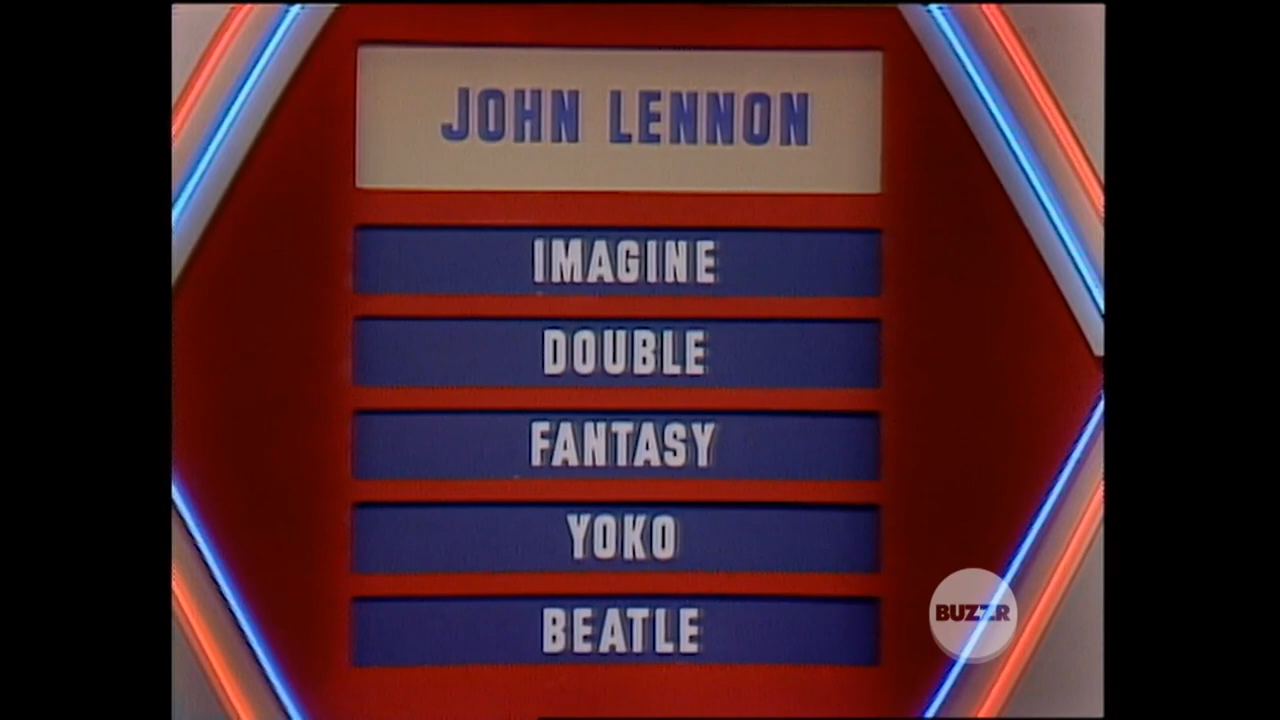 JOHN LENNON
IMAGINE
DOUBLE
FANTASY
YOKO
BEATLE
BUZZR